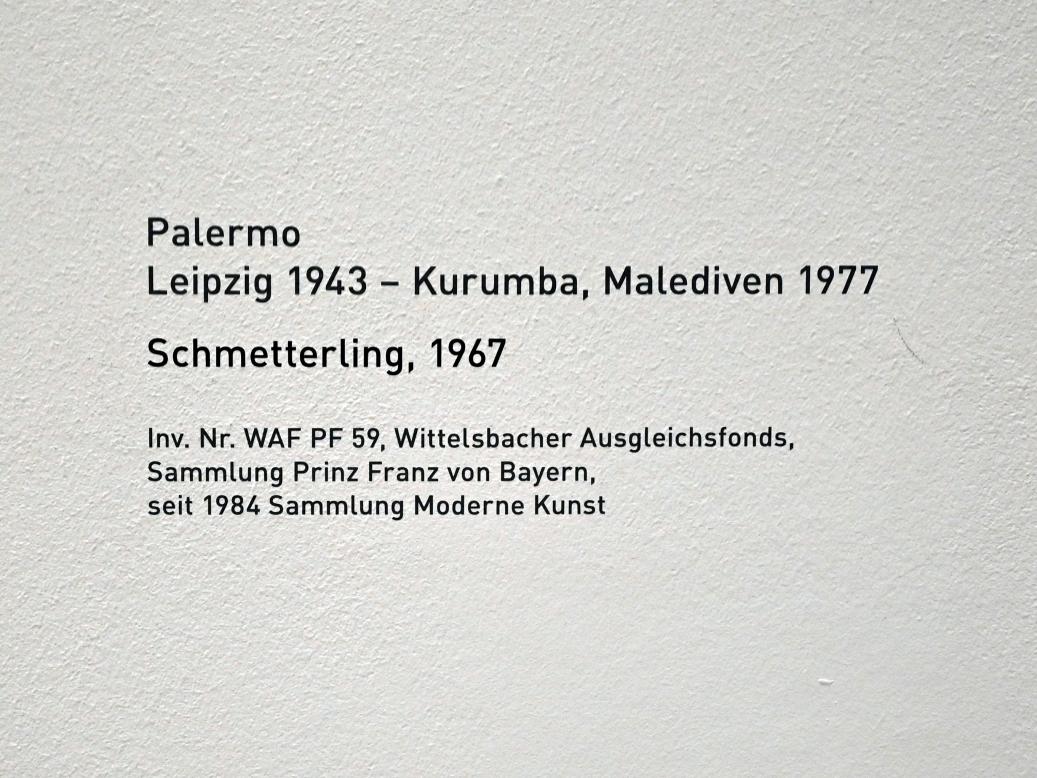 Palermo
Leipzig 1943 – Kurumba, Malediven 1977
Schmetterling, 1967
Inv. Nr. WAF PF 59, Wittelsbacher Ausgleichsfonds,
Sammlung Prinz Franz von Bayern,
seit 1984 Sammlung Moderne Kunst